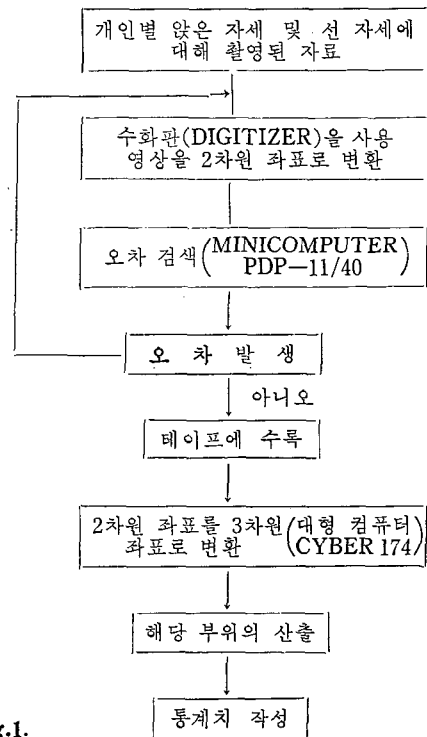 개인별 앉은 자세 및 선 자세에
대해 촬영된 자료
수화판(DIGITIZER)을 사용
영상을 2차원 좌표로 변환
오차 검색(MINICOMPUTER
PDP—11/40)
오 차 발 생
아니오
테이프에 수록
2차원 좌표를 3차원(대형 컴퓨터
좌표로 변환 CYBER 174)
해당 부위의 산출
통계치 작성
.1.